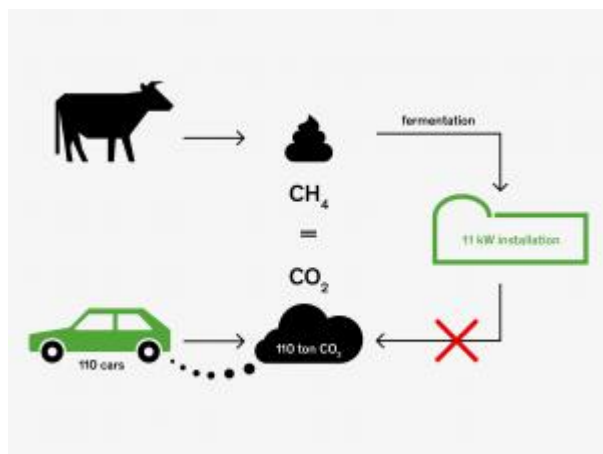 fermentation
CH₄
=
11 kW installation
CO₂
110 ton CO₂
110 cars